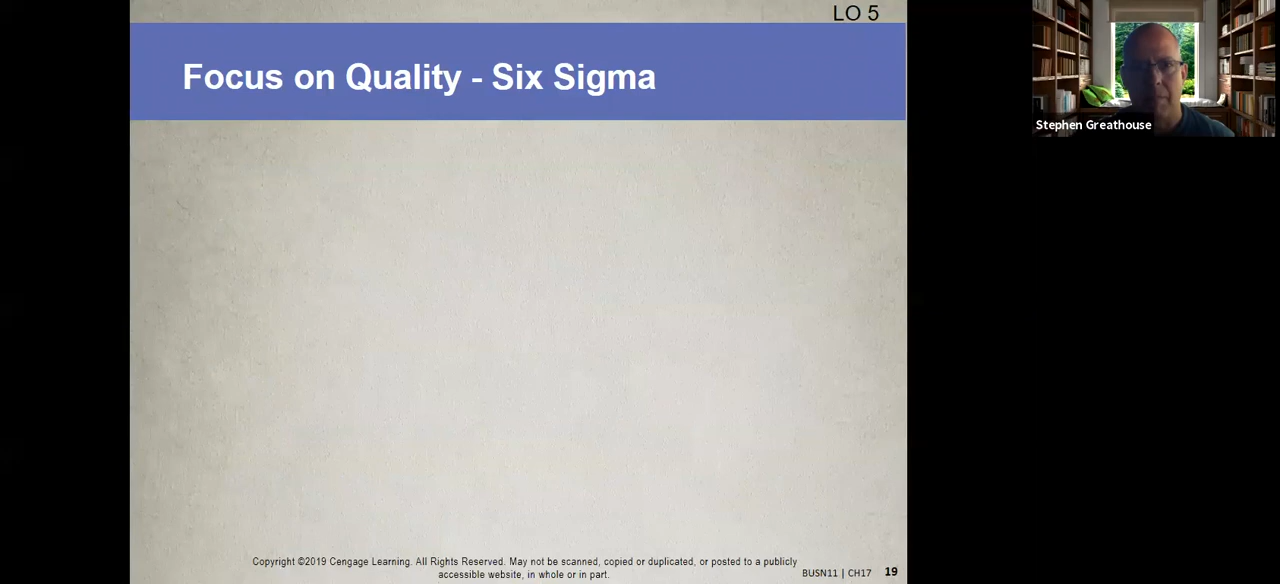 LO 5
Focus on Quality - Six Sigma
Stephen Greathouse
Copyright ©2019 Cengage Learning. All Rights Reserved. May not be scanned, copied or duplicated, or posted to a publicly
accessible website, in whole or in part.
BUSN11 | CH17 19